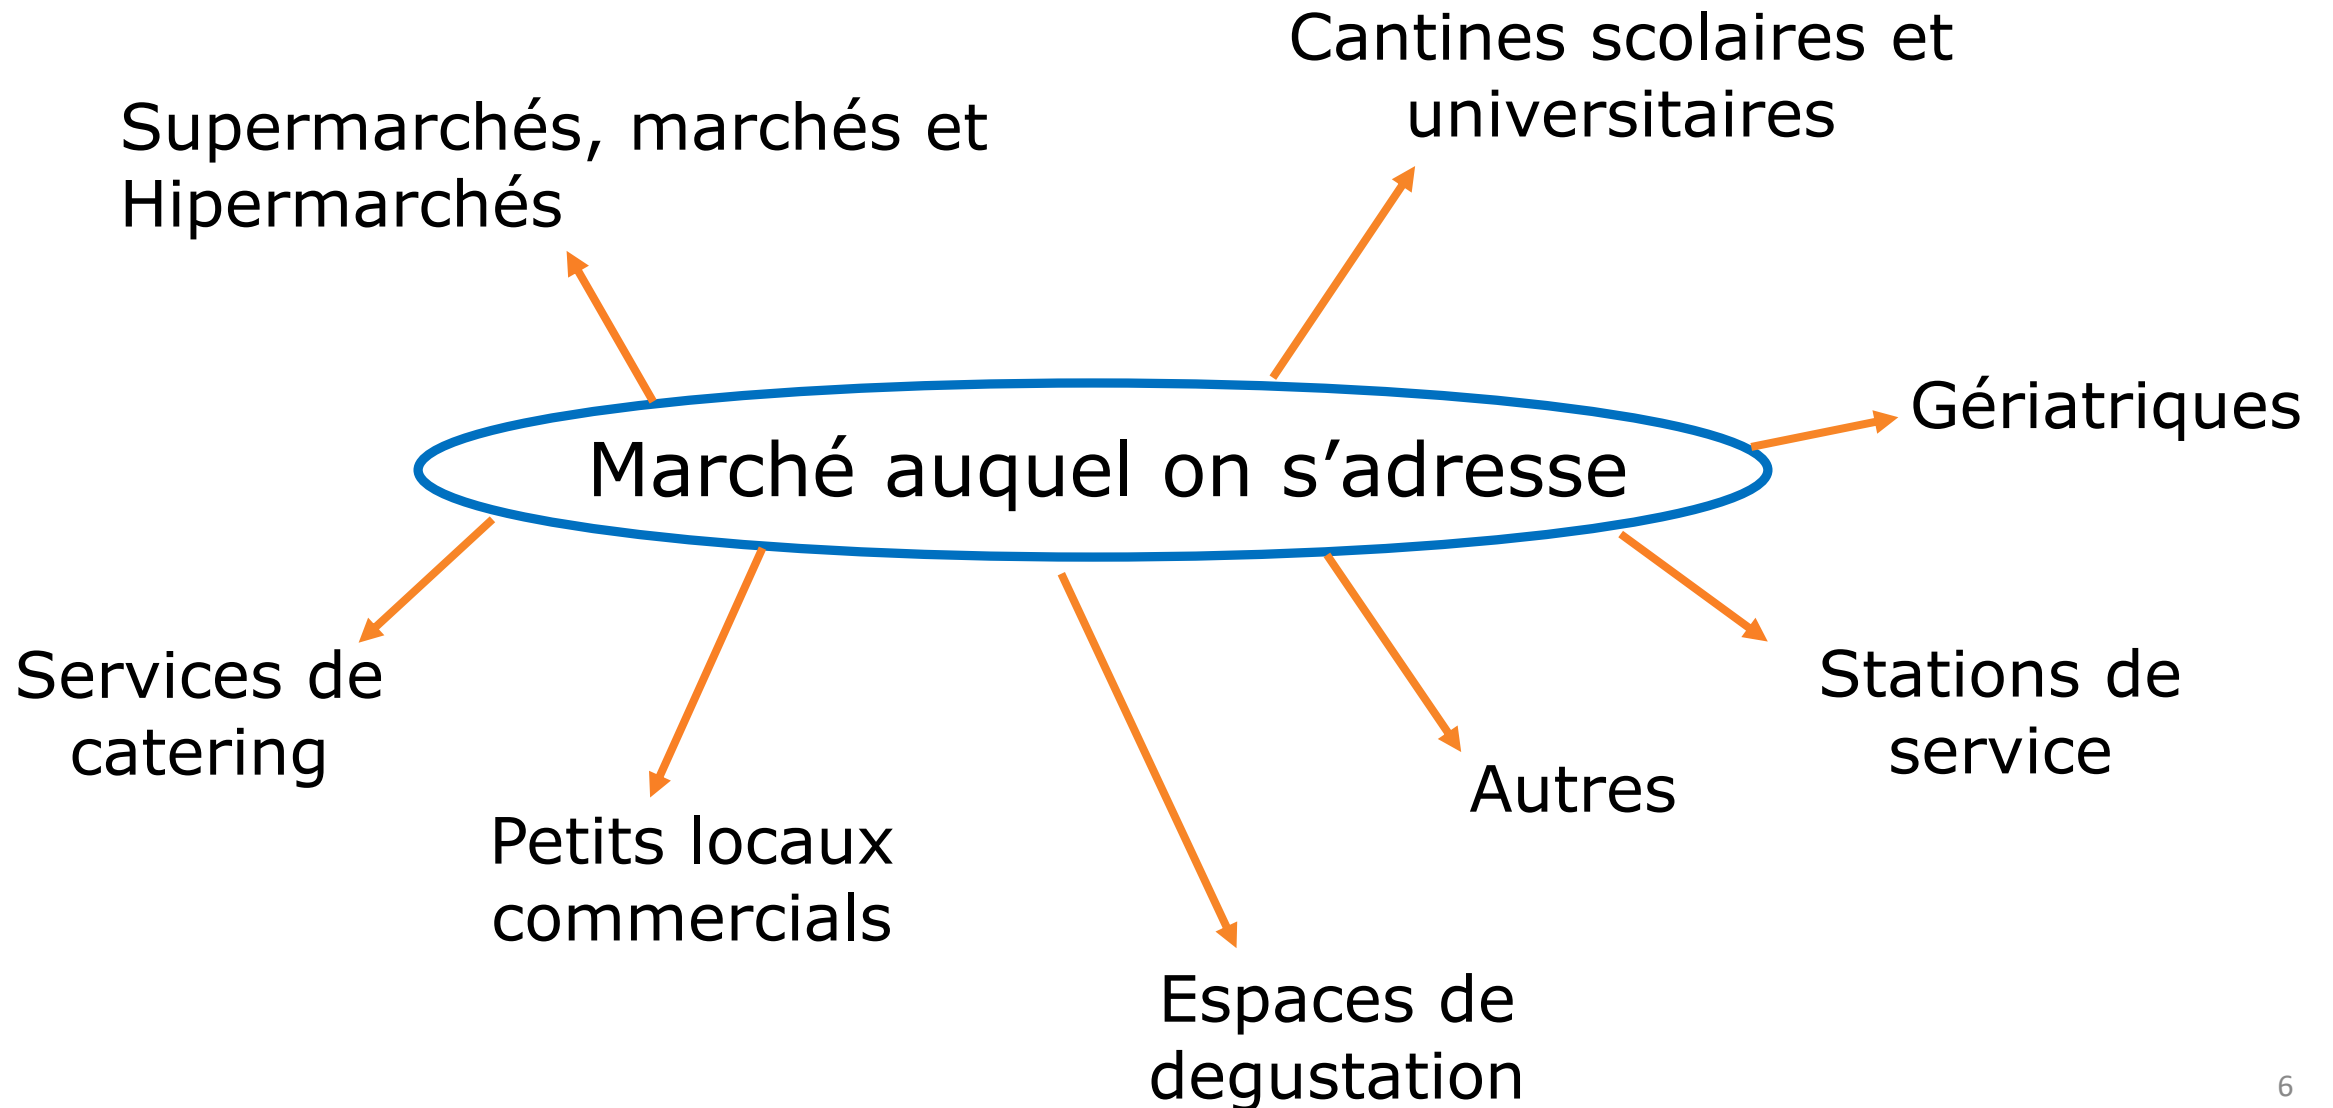 Cantines scolaires et
universitaires
Supermarchés, marchés et
Hipermarchés
Gériatriques
Marché auquel on s’adresse
Services de
catering
Stations de
service
Autres
Petits locaux
commercials
Espaces de
degustation
6